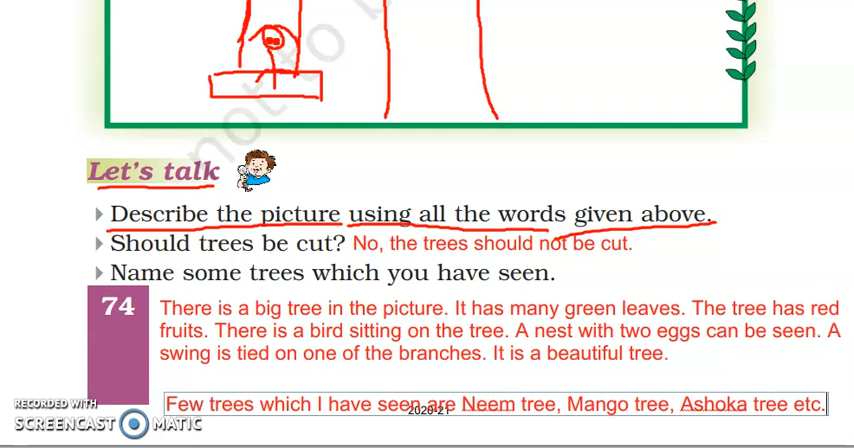 not to b
Let's talk
Describe the picture using all the words given above.
Should trees be cut? No, the trees should not be cut.
Name some trees which you have seen.
74
There is a big tree in the picture. It has many green leaves. The tree has red
fruits. There is a bird sitting on the tree. A nest with two eggs can be seen. A
swing is tied on one of the branches. It is a beautiful tree.
RECORDED WITH
SCREENCAST MATIC
Few trees which I have seen are Neem tree, Mango tree, Ashoka tree etc.
2020-21